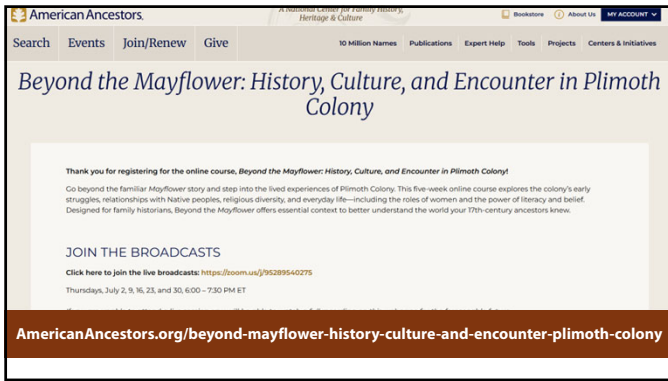 American Ancestors.
A National Center for Family History,
Heritage & Culture
Bookstore
About Us
MY ACCOUNT
Search Events Join/Renew Give
10 Million Names Publications Expert Help Tools Projects Centers & Initiatives
Beyond the Mayflower: History, Culture, and Encounter in Plimoth
Colony
Thank you for registering for the online course, Beyond the Mayflower: History, Culture, and Encounter in Plimoth Colony!
Go beyond the familiar Mayflower story and step into the lived experiences of Plimoth Colony. This five-week online course explores the colony's early
struggles, relationships with Native peoples, religious diversity, and everyday life—including the roles of women and the power of literacy and belief.
Designed for family historians, Beyond the Mayflower offers essential context to better understand the world your 17th-century ancestors knew.
JOIN THE BROADCASTS
Click here to join the live broadcasts: https://zoom.us/j/95289540275
Thursdays, July 2, 9, 16, 23, and 30, 6:00 – 7:30 PM ET
AmericanAncestors.org/beyond-mayflower-history-culture-and-encounter-plimoth-colony